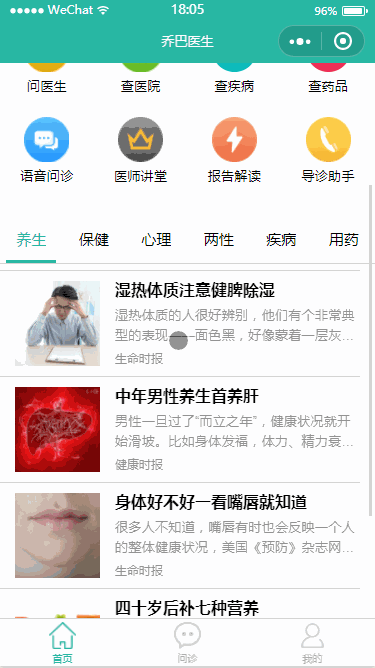 ●●●●● WeChat 18:05 96%
乔巴医生
问医生 查医院 查疾病 查药品
语音问诊 医师讲堂 报告解读 导诊助手
养生 保健 心理 两性 疾病 用药
湿热体质注意健脾除湿
湿热体质的人很好辨别，他们有个非常典
型的表现——面色黑，好像蒙着一层灰...
生命时报
中年男性养生首养肝
男性一旦过了“而立之年”，健康状况就开
始滑坡。比如身体发福，体力、精力衰...
健康时报
身体好不好一看嘴唇就知道
很多人不知道，嘴唇有时也会反映一个人
的整体健康状况，美国《预防》杂志网...
生命时报
四十岁后补七种营养
首页 问诊 我的